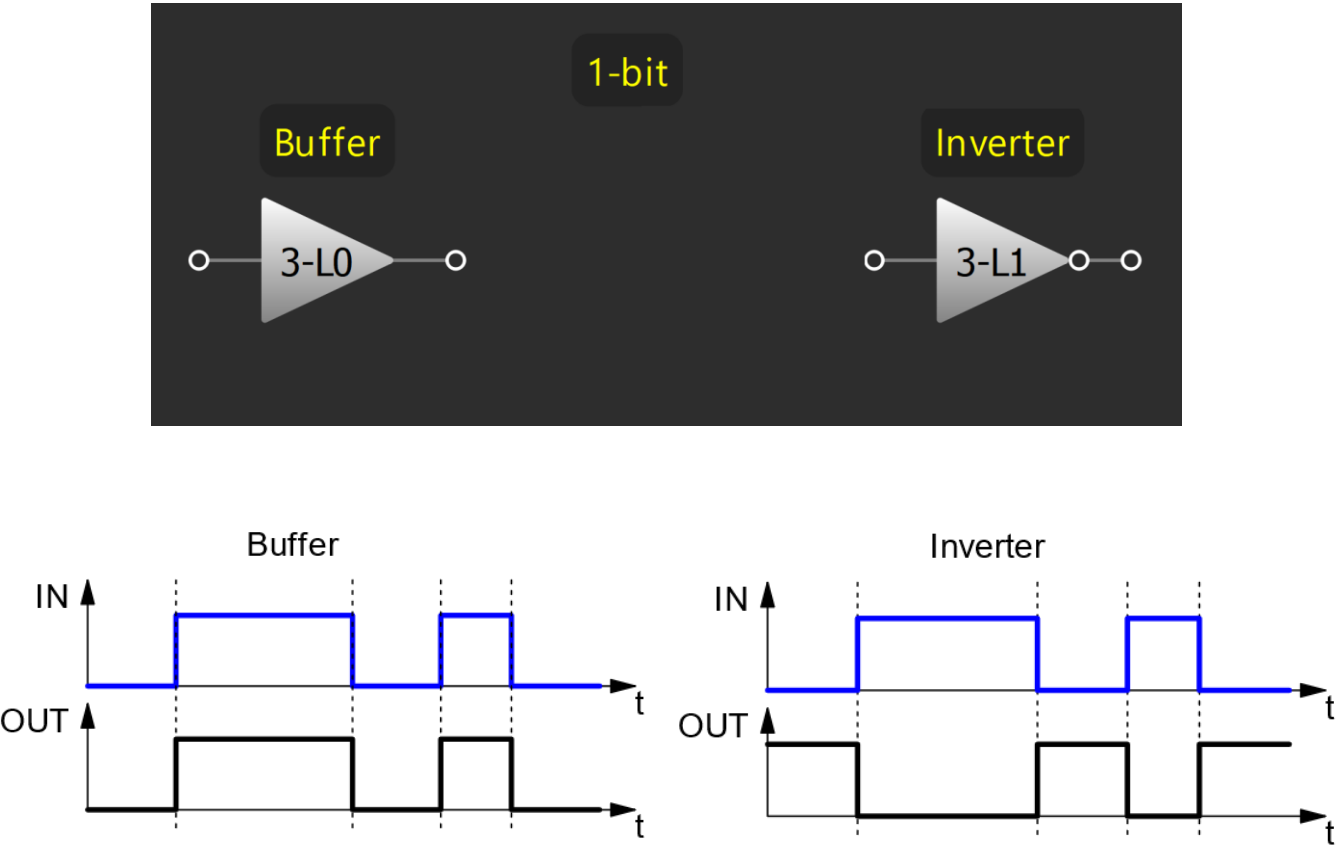 1-bit
Buffer
Inverter
3-L0
3-L1
Buffer
IN
t
OUT
t
Inverter
IN
t
OUT
t